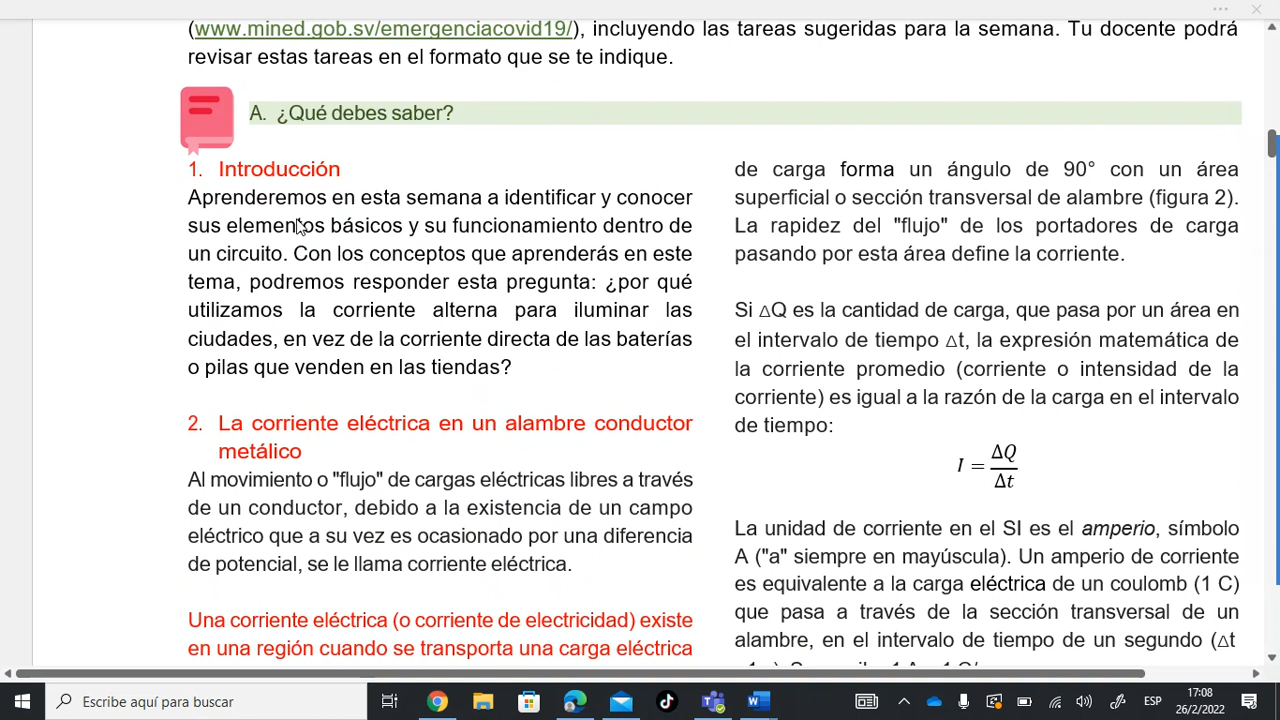 (www.mined.gob.sv/emergenciacovid19/), incluyendo las tareas sugeridas para la semana. Tu docente podrá
revisar estas tareas en el formato que se te indique.
A. ¿Qué debes saber?
1. Introducción
Aprenderemos en esta semana a identificar y conocer
sus elementos básicos y su funcionamiento dentro de
un circuito. Con los conceptos que aprenderás en este
tema, podremos responder esta pregunta: ¿por qué
utilizamos la corriente alterna para iluminar las
ciudades, en vez de la corriente directa de las baterías
o pilas que venden en las tiendas?
2. La corriente eléctrica en un alambre conductor
metálico
Al movimiento o "flujo" de cargas eléctricas libres a través
de un conductor, debido a la existencia de un campo
eléctrico que a su vez es ocasionado por una diferencia
de potencial, se le llama corriente eléctrica.
Una corriente eléctrica (o corriente de electricidad) existe
en una región cuando se transporta una carga eléctrica
de carga forma un ángulo de 90° con un área
superficial o sección transversal de alambre (figura 2).
La rapidez del "flujo" de los portadores de carga
pasando por esta área define la corriente.
Si △Q es la cantidad de carga, que pasa por un área en
el intervalo de tiempo △t, la expresión matemática de
la corriente promedio (corriente o intensidad de la
corriente) es igual a la razón de la carga en el intervalo
de tiempo:
I = ΔQ/Δt
La unidad de corriente en el SI es el amperio, símbolo
A ("a" siempre en mayúscula). Un amperio de corriente
es equivalente a la carga eléctrica de un coulomb (1 C)
que pasa a través de la sección transversal de un
alambre, en el intervalo de tiempo de un segundo (△t
Escribe aquí para buscar
ESP
17:08
26/2/2022